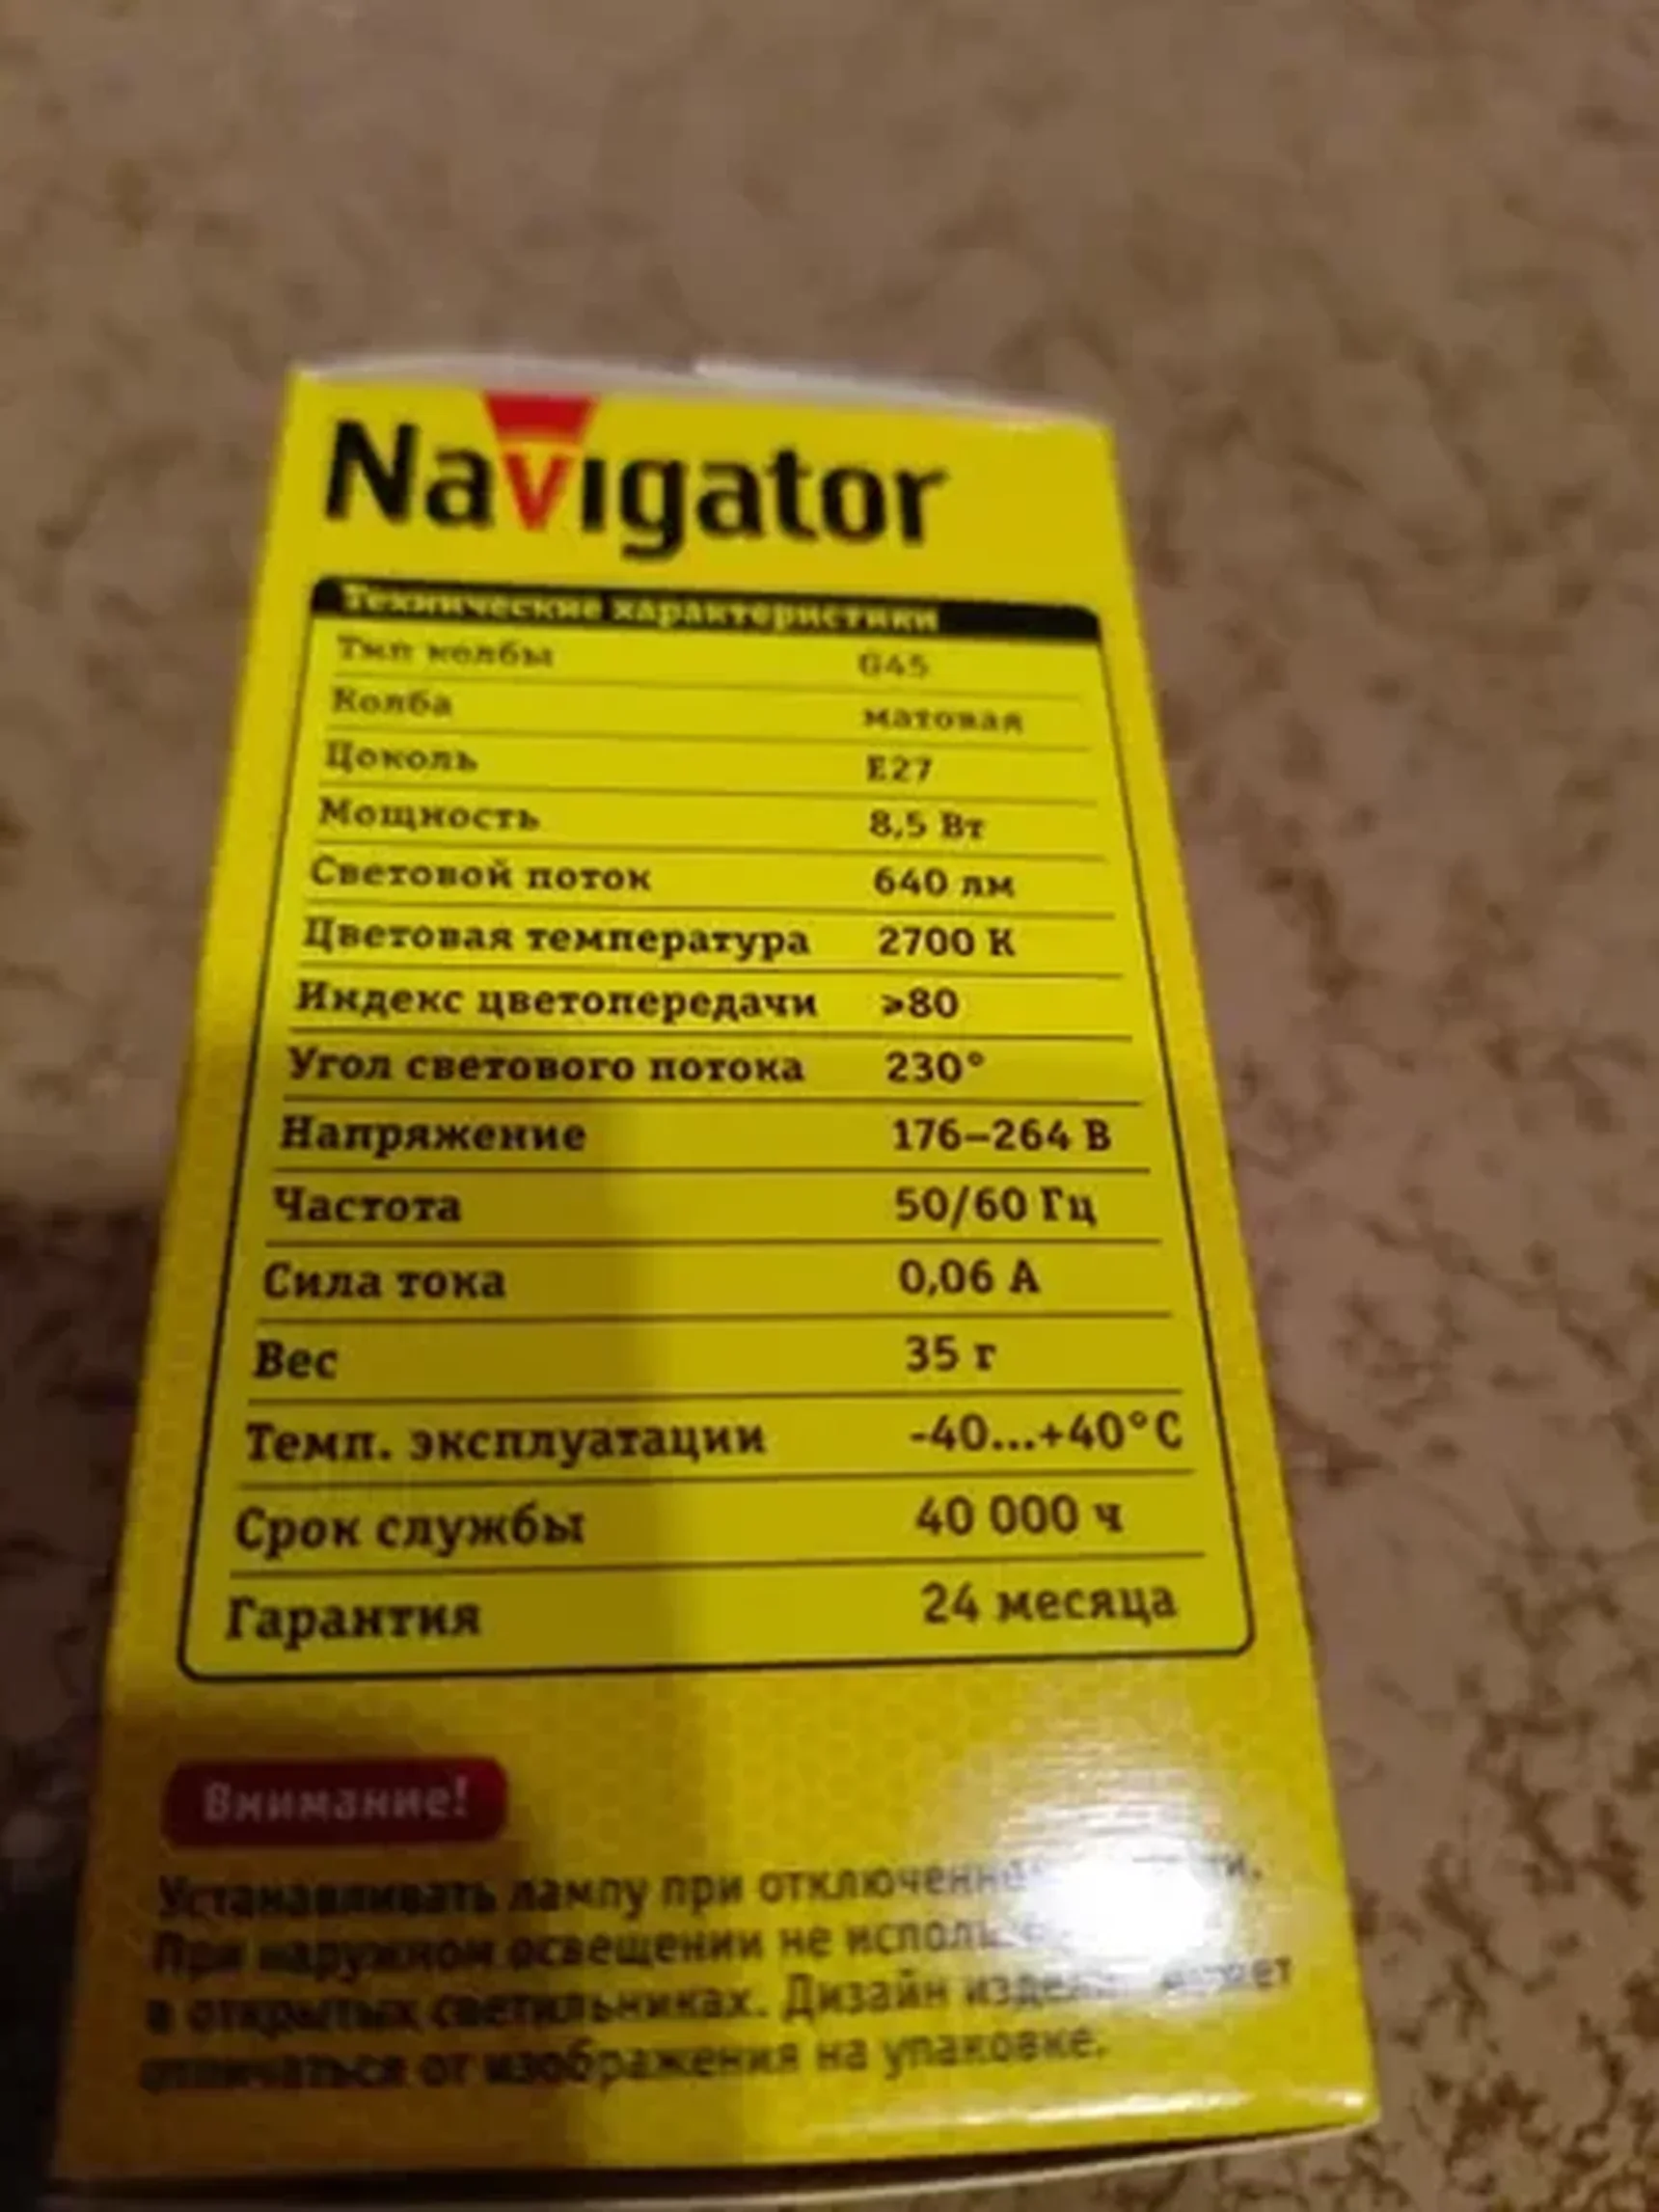 Navigator
Технические характеристики
Тип колбы G45
Колба матовая
Цоколь E27
Мощность 8,5 Вт
Световой поток 640 лм
Цветовая температура 2700 К
Индекс цветопередачи ≥80
Угол светового потока 230°
Напряжение 176–264 В
Частота 50/60 Гц
Сила тока 0,06 А
Вес 35 г
Темп. эксплуатации -40...+40°C
Срок службы 40 000 ч
Гарантия 24 месяца
Внимание!
Устанавливать лампу при
При наружном освещении не
в открытых светильниках. Дизайн может
отличаться от изображения на упаковке.